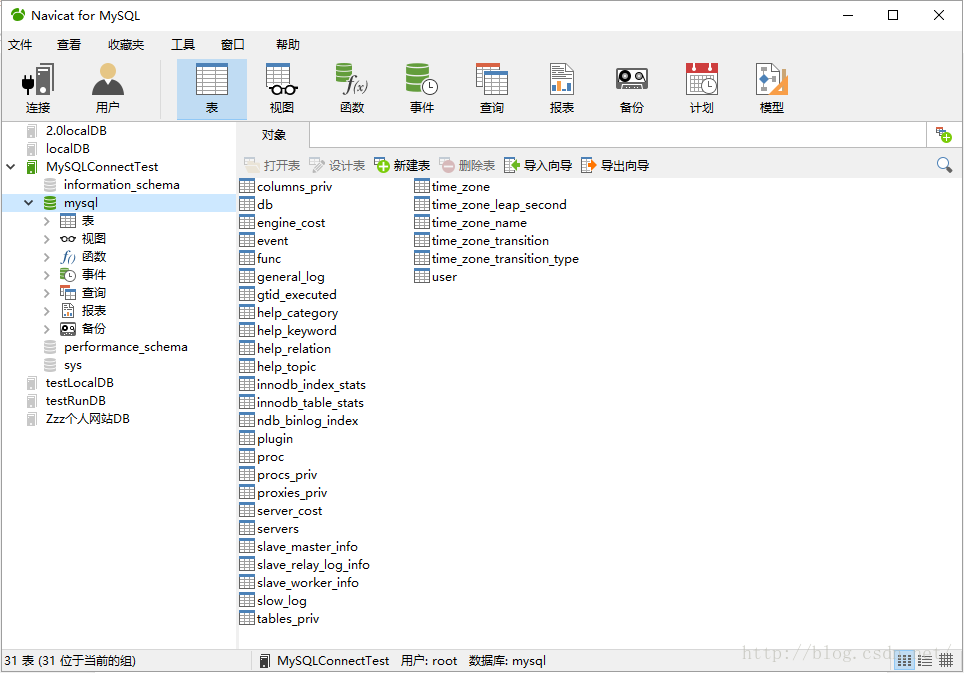 Navicat for MySQL
文件 查看 收藏夹 工具 窗口 帮助
连接 用户 表 视图 函数 事件 查询 报表 备份 计划 模型
2.0localDB
localDB
MySQLConnectTest
information_schema
mysql
表
视图
函数
事件
查询
报表
备份
performance_schema
sys
testLocalDB
testRunDB
Zzz个人网站DB
对象
打开表 设计表 新建表 删除表 导入向导 导出向导
columns_priv
db
engine_cost
event
func
general_log
gtid_executed
help_category
help_keyword
help_relation
help_topic
innodb_index_stats
innodb_table_stats
ndb_binlog_index
plugin
proc
procs_priv
proxies_priv
server_cost
servers
slave_master_info
slave_relay_log_info
slave_worker_info
slow_log
tables_priv
time_zone
time_zone_leap_second
time_zone_name
time_zone_transition
time_zone_transition_type
user
31 表 (31 位于当前的组) MySQLConnectTest 用户: root 数据库: mysql